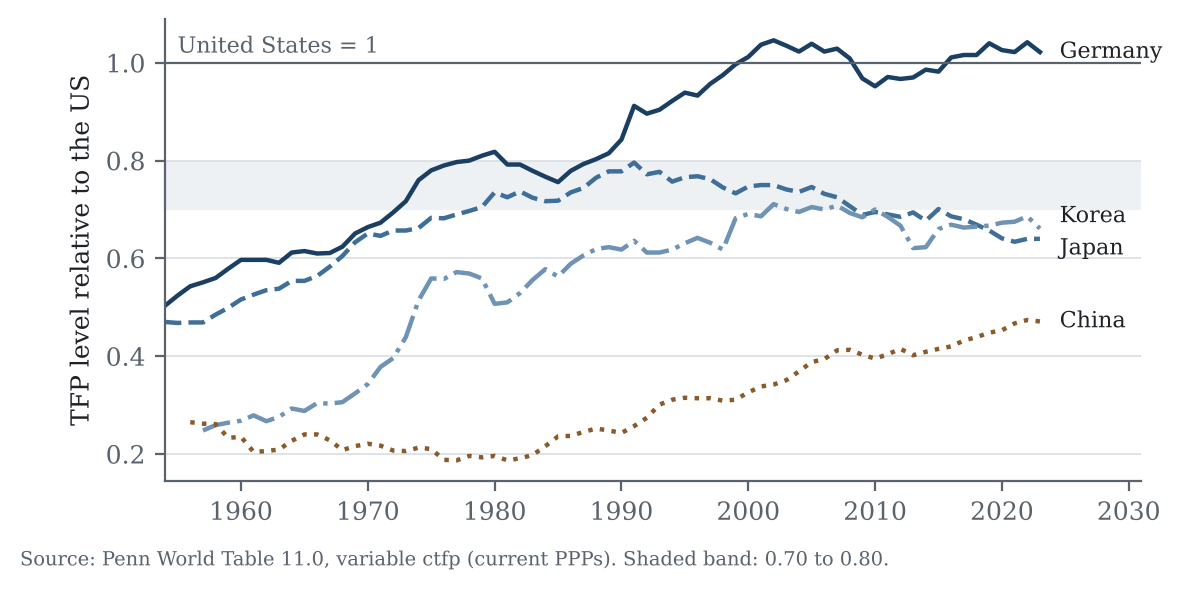 United States = 1
TFP level relative to the US
1.0
0.8
0.6
0.4
0.2
Germany
Korea
Japan
China
1960 1970 1980 1990 2000 2010 2020 2030
Source: Penn World Table 11.0, variable ctfp (current PPPs). Shaded band: 0.70 to 0.80.